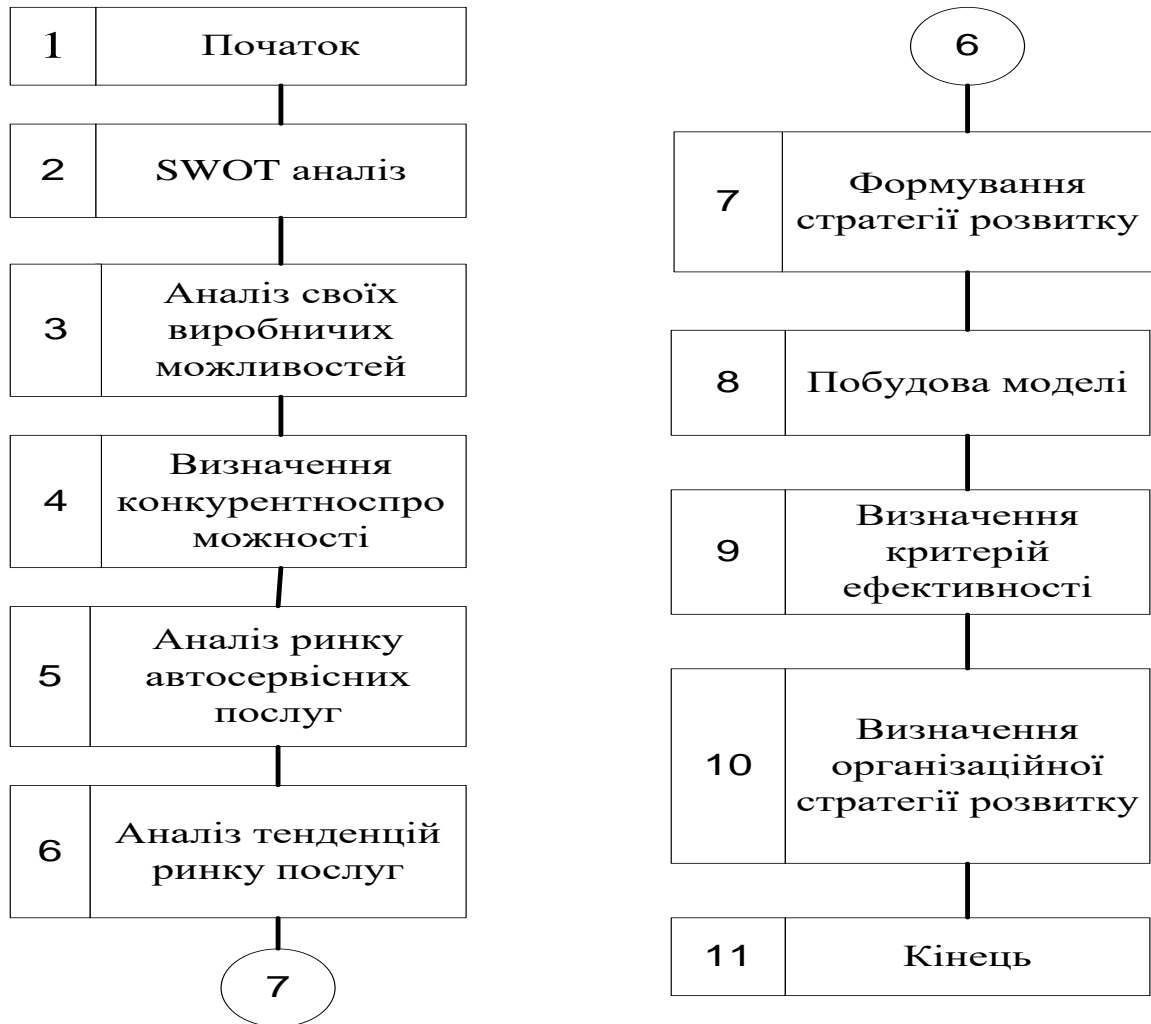 1
Початок
2
SWOT аналіз
3
Аналіз своїх
виробничих
можливостей
4
Визначення
конкурентноспро
можності
5
Аналіз ринку
автосервісних
послуг
6
Аналіз тенденцій
ринку послуг
7
6
7
Формування
стратегії розвитку
8
Побудова моделі
9
Визначення
критерій
ефективності
10
Визначення
організаційної
стратегії розвитку
11
Кінець